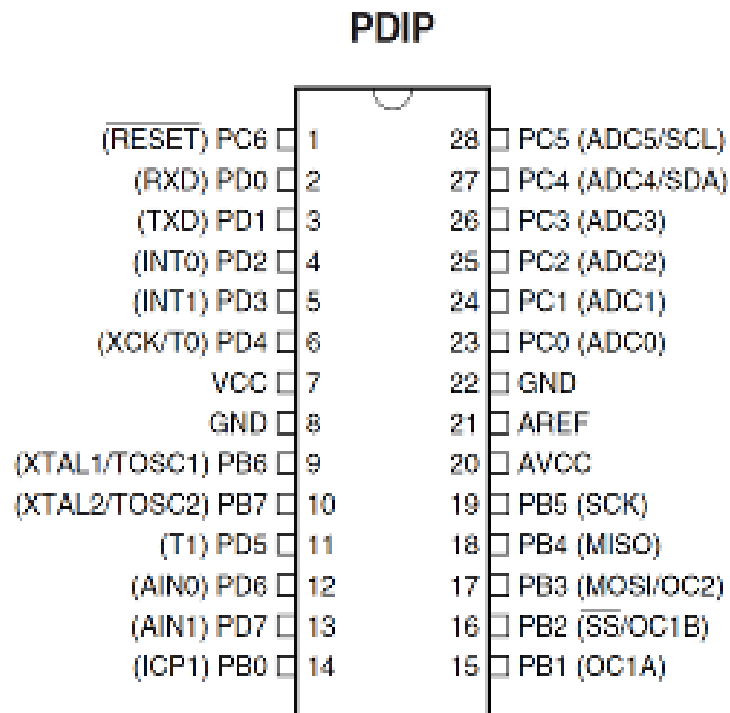 PDIP
(RESET) PC6 1 28 PC5 (ADC5/SCL)
(RXD) PD0 2 27 PC4 (ADC4/SDA)
(TXD) PD1 3 26 PC3 (ADC3)
(INT0) PD2 4 25 PC2 (ADC2)
(INT1) PD3 5 24 PC1 (ADC1)
(XCK/T0) PD4 6 23 PC0 (ADC0)
VCC 7 22 GND
GND 8 21 AREF
(XTAL1/TOSC1) PB6 9 20 AVCC
(XTAL2/TOSC2) PB7 10 19 PB5 (SCK)
(T1) PD5 11 18 PB4 (MISO)
(AIN0) PD6 12 17 PB3 (MOSI/OC2)
(AIN1) PD7 13 16 PB2 (SS/OC1B)
(ICP1) PB0 14 15 PB1 (OC1A)